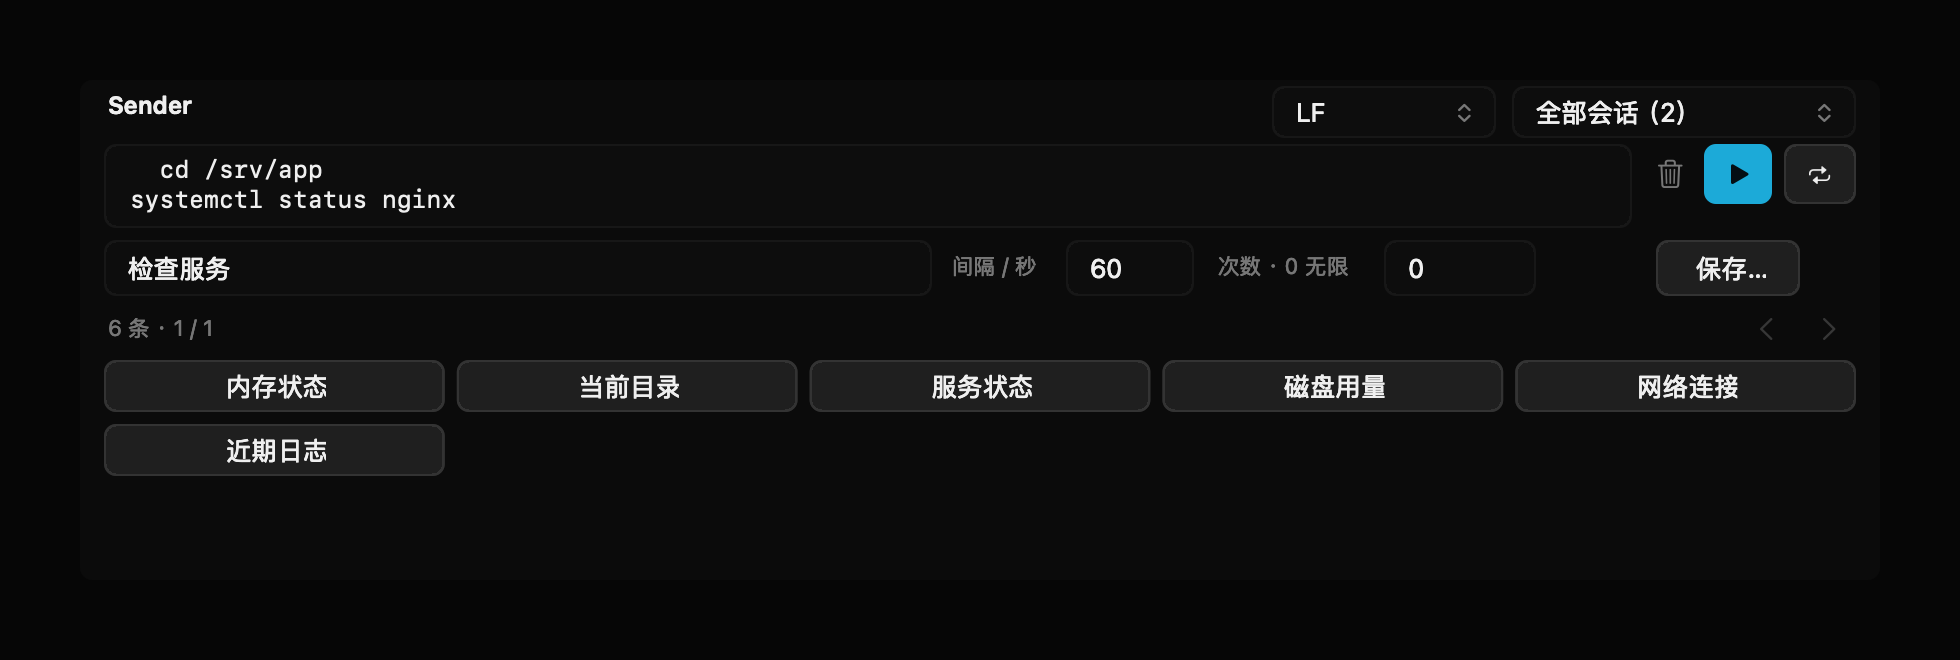 Sender
LF
全部会话 (2)
  cd /srv/app
systemctl status nginx
检查服务
间隔 / 秒
60
次数 · 0 无限
0
保存...
6 条 · 1 / 1
内存状态
当前目录
服务状态
磁盘用量
网络连接
近期日志